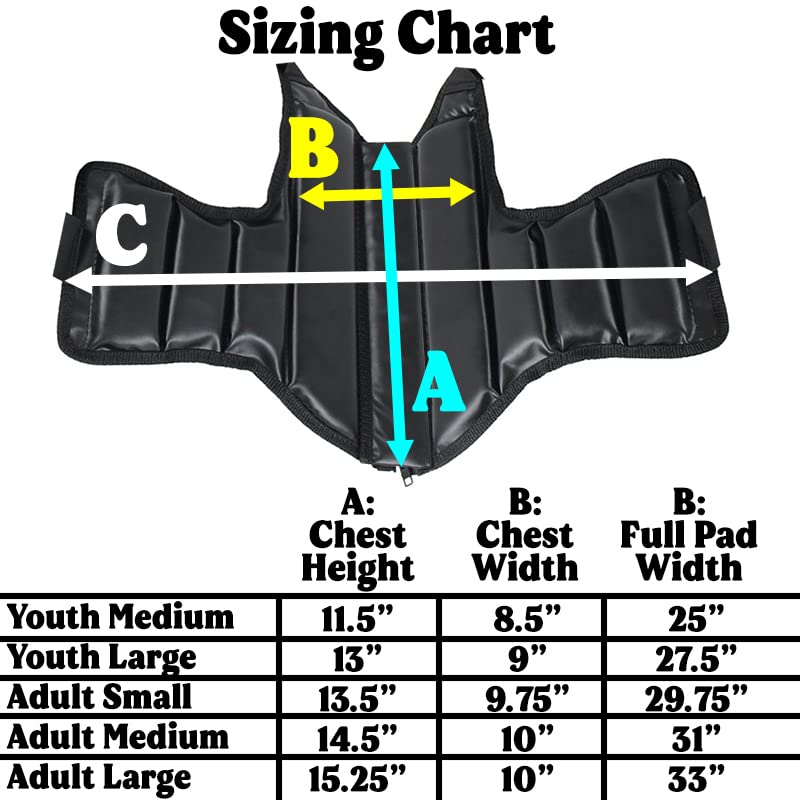 Sizing Chart
B
C
A
A: Chest Height
B: Chest Width
B: Full Pad Width
Youth Medium 11.5” 8.5” 25”
Youth Large 13” 9” 27.5”
Adult Small 13.5” 9.75” 29.75”
Adult Medium 14.5” 10” 31”
Adult Large 15.25” 10” 33”